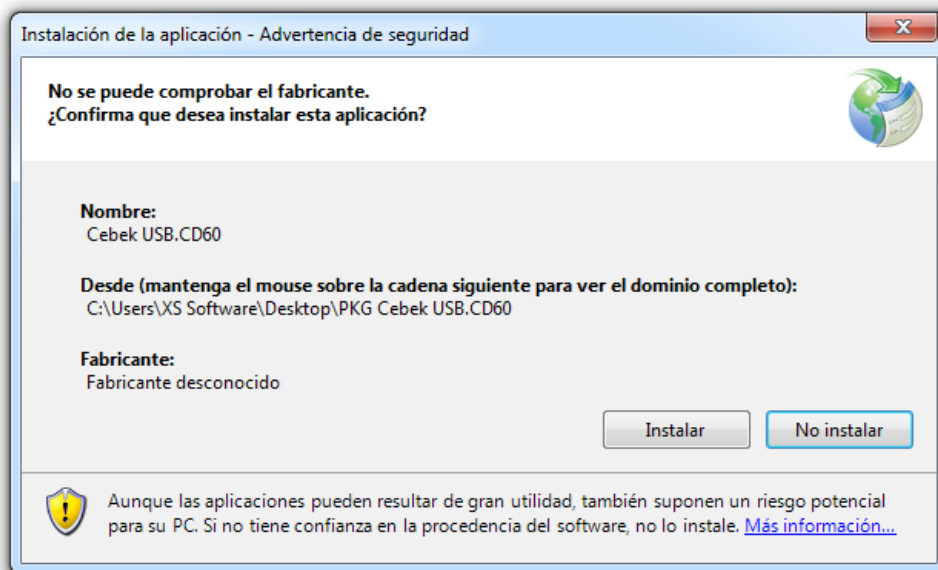 Instalación de la aplicación - Advertencia de seguridad
No se puede comprobar el fabricante.
¿Confirma que desea instalar esta aplicación?
Nombre:
Cebek USB.CD60
Desde (mantenga el mouse sobre la cadena siguiente para ver el dominio completo):
C:\Users\XS Software\Desktop\PKG Cebek USB.CD60
Fabricante:
Fabricante desconocido
Instalar
No instalar
Aunque las aplicaciones pueden resultar de gran utilidad, también suponen un riesgo potencial
para su PC. Si no tiene confianza en la procedencia del software, no lo instale. Más información...